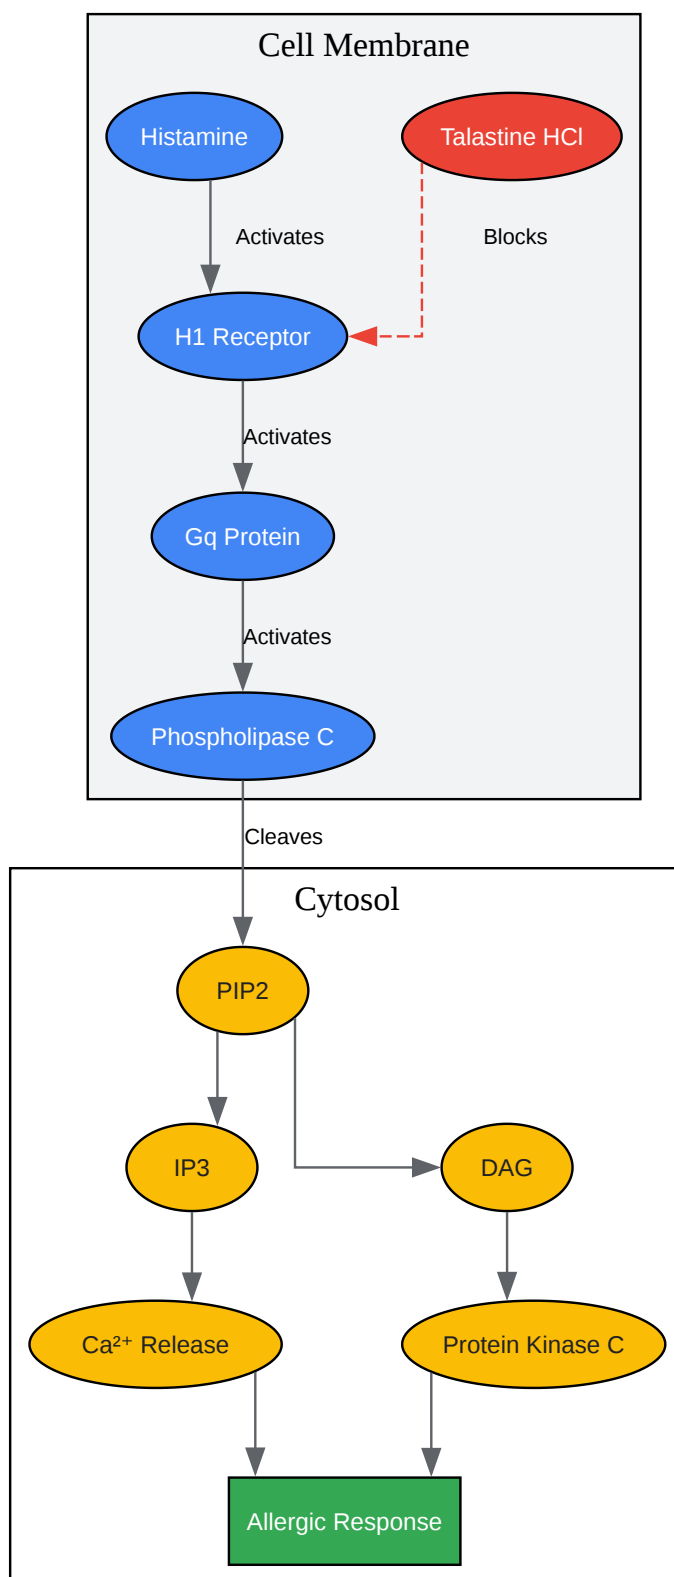 Cell Membrane
Histamine
Talastine HCl
Activates
Blocks
H1 Receptor
Activates
Gq Protein
Activates
Phospholipase C
Cleaves
Cytosol
PIP2
IP3
DAG
Ca²⁺ Release
Protein Kinase C
Allergic Response